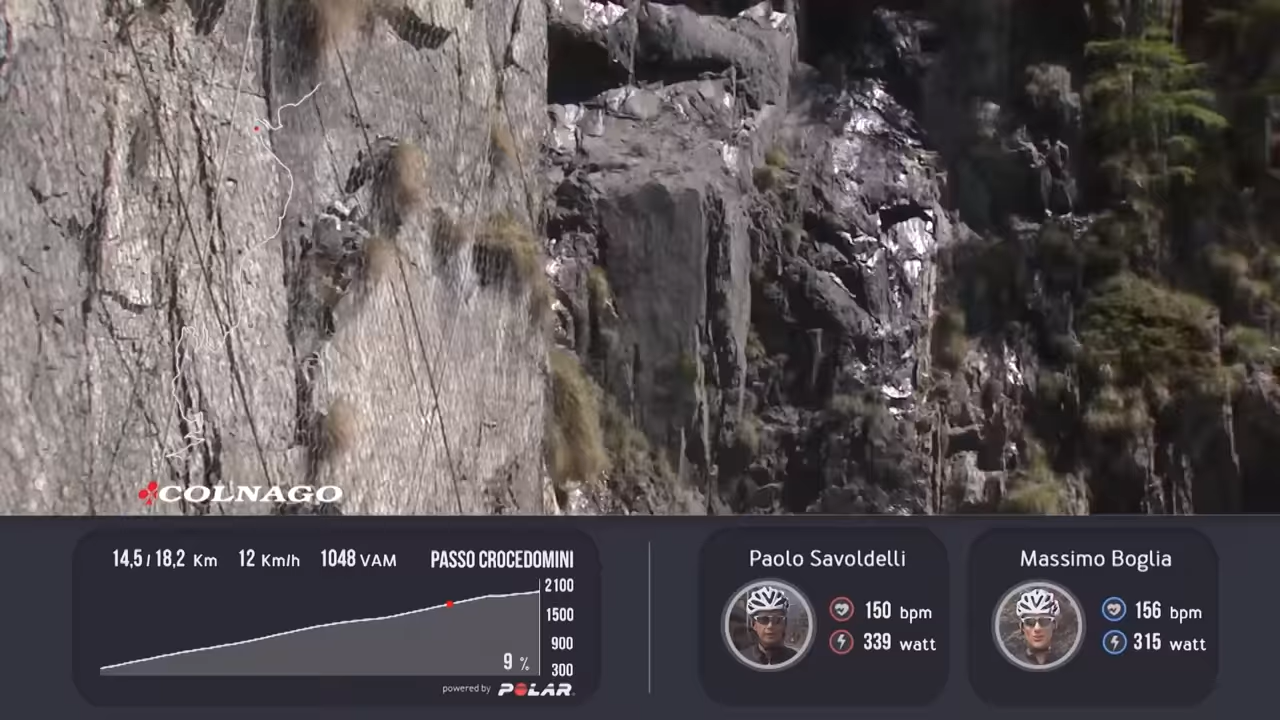 COLNAGO
14,5 / 18,2 Km 12 Km/h 1048 VAM PASSO CROCEDOMINI
2100
1500
900
300
9 %
powered by POLAR
Paolo Savoldelli
150 bpm
339 watt
Massimo Boglia
156 bpm
315 watt